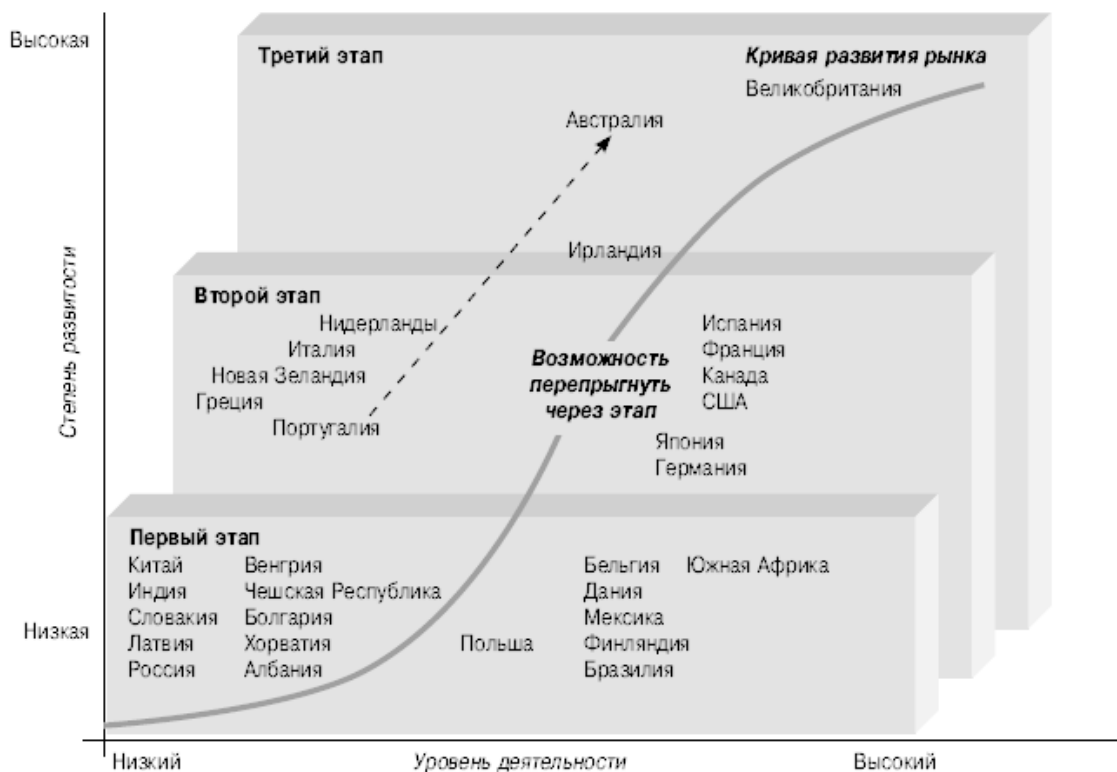 Высокая
Третий этап
Кривая развития рынка
Великобритания
Австралия
Ирландия
Степень развитости
Второй этап
Нидерланды
Италия
Новая Зеландия
Греция
Португалия
Возможность
перепрыгнуть
через этап
Испания
Франция
Канада
США
Япония
Германия
Первый этап
Китай Венгрия Бельгия Южная Африка
Индия Чешская Республика Дания
Словакия Болгария Мексика
Латвия Хорватия Польша Финляндия
Россия Албания Бразилия
Низкая
Низкий Уровень деятельности Высокий